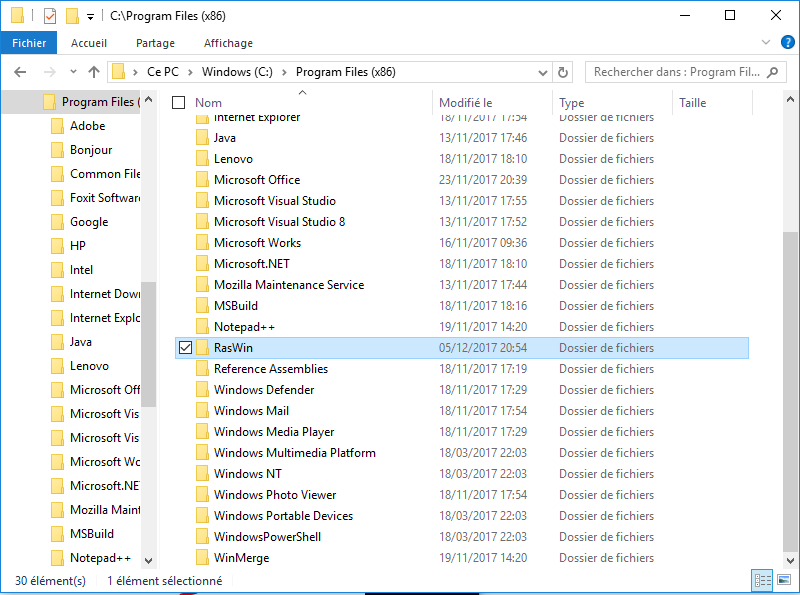 C:\Program Files (x86)
Fichier Accueil Partage Affichage
Ce PC Windows (C:) Program Files (x86) Rechercher dans : Program Fil...
Program Files (
Adobe
Bonjour
Common File
Foxit Software
Google
HP
Intel
Internet Dow
Internet Explo
Java
Lenovo
Microsoft Off
Microsoft Vis
Microsoft Vis
Microsoft Wo
Microsoft.NE
Mozilla Maint
MSBuild
Notepad++
Nom Modifié le Type Taille
Internet Explorer 18/11/2017 17:54 Dossier de fichiers
Java 13/11/2017 17:46 Dossier de fichiers
Lenovo 18/11/2017 18:10 Dossier de fichiers
Microsoft Office 23/11/2017 20:39 Dossier de fichiers
Microsoft Visual Studio 13/11/2017 17:55 Dossier de fichiers
Microsoft Visual Studio 8 13/11/2017 17:52 Dossier de fichiers
Microsoft Works 16/11/2017 09:36 Dossier de fichiers
Microsoft.NET 18/11/2017 18:10 Dossier de fichiers
Mozilla Maintenance Service 13/11/2017 17:44 Dossier de fichiers
MSBuild 18/11/2017 18:16 Dossier de fichiers
Notepad++ 19/11/2017 14:20 Dossier de fichiers
RasWin 05/12/2017 20:54 Dossier de fichiers
Reference Assemblies 18/11/2017 17:19 Dossier de fichiers
Windows Defender 18/11/2017 17:29 Dossier de fichiers
Windows Mail 18/11/2017 17:54 Dossier de fichiers
Windows Media Player 18/11/2017 17:29 Dossier de fichiers
Windows Multimedia Platform 18/03/2017 22:03 Dossier de fichiers
Windows NT 18/03/2017 22:03 Dossier de fichiers
Windows Photo Viewer 18/11/2017 17:54 Dossier de fichiers
Windows Portable Devices 18/03/2017 22:03 Dossier de fichiers
WindowsPowerShell 18/03/2017 22:03 Dossier de fichiers
WinMerge 19/11/2017 14:20 Dossier de fichiers
30 élément(s) 1 élément sélectionné